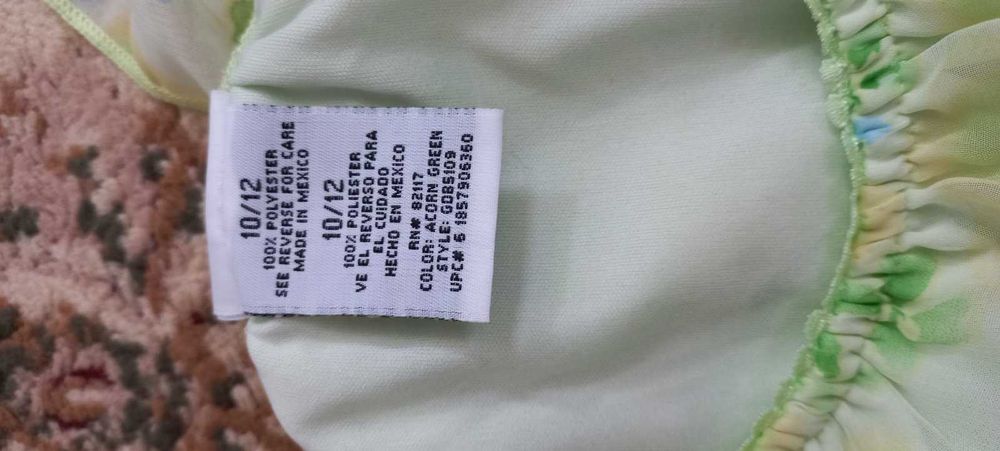 10/12
100% POLYESTER
SEE REVERSE FOR CARE
MADE IN MEXICO
10/12
100% POLIESTER
VE EL REVERSO PARA
EL CUIDADO
HECHO EN MEXICO
RN# 82117
COLOR: ACORN GREEN
STYLE: GDB5109
UPC# 6 1857906360